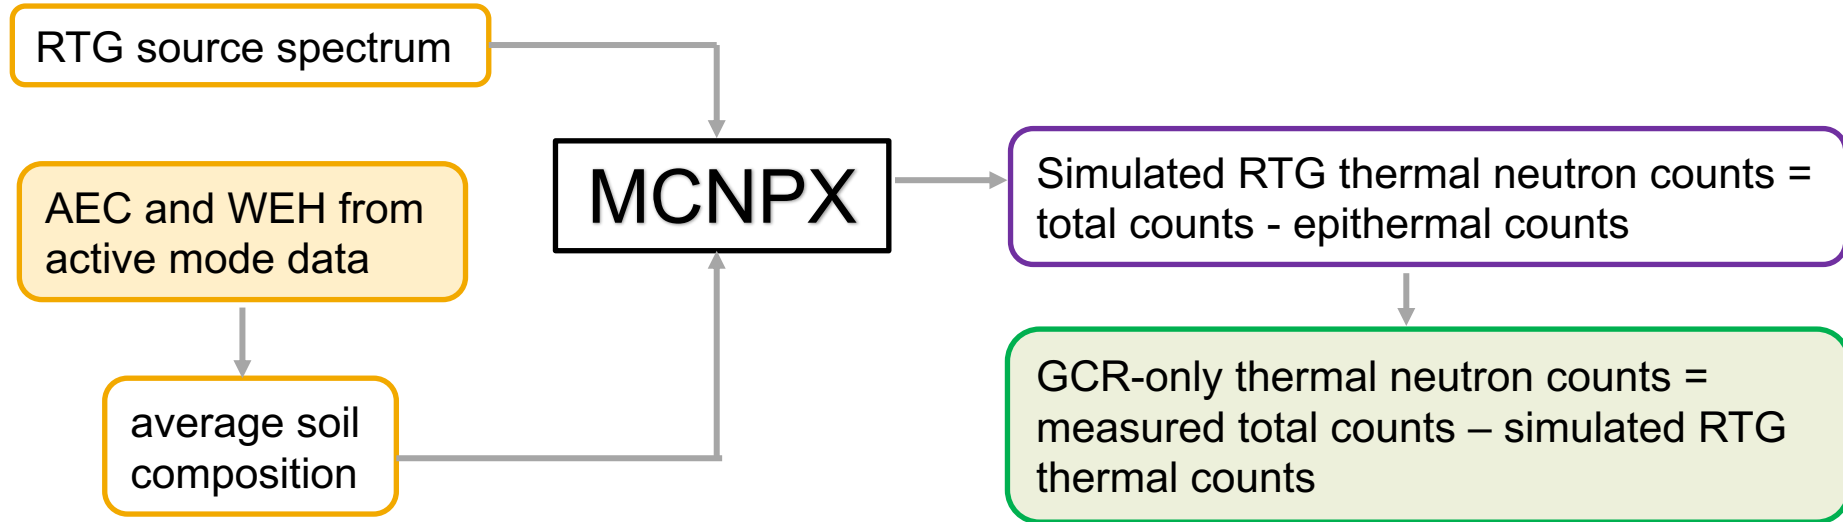 RTG source spectrum
AEC and WEH from
active mode data
average soil
composition
MCNPX
Simulated RTG thermal neutron counts =
total counts - epithermal counts
GCR-only thermal neutron counts =
measured total counts – simulated RTG
thermal counts